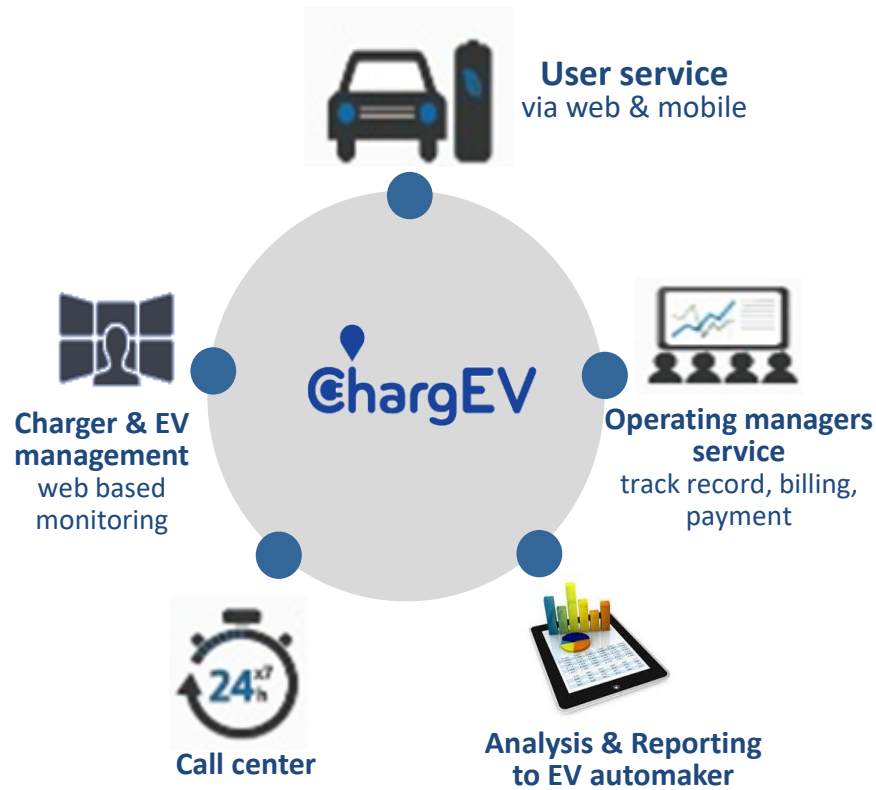 User service
via web & mobile
ChargEV
Charger & EV
management
web based
monitoring
Operating managers
service
track record, billing,
payment
24 x7
h
Call center
Analysis & Reporting
to EV automaker